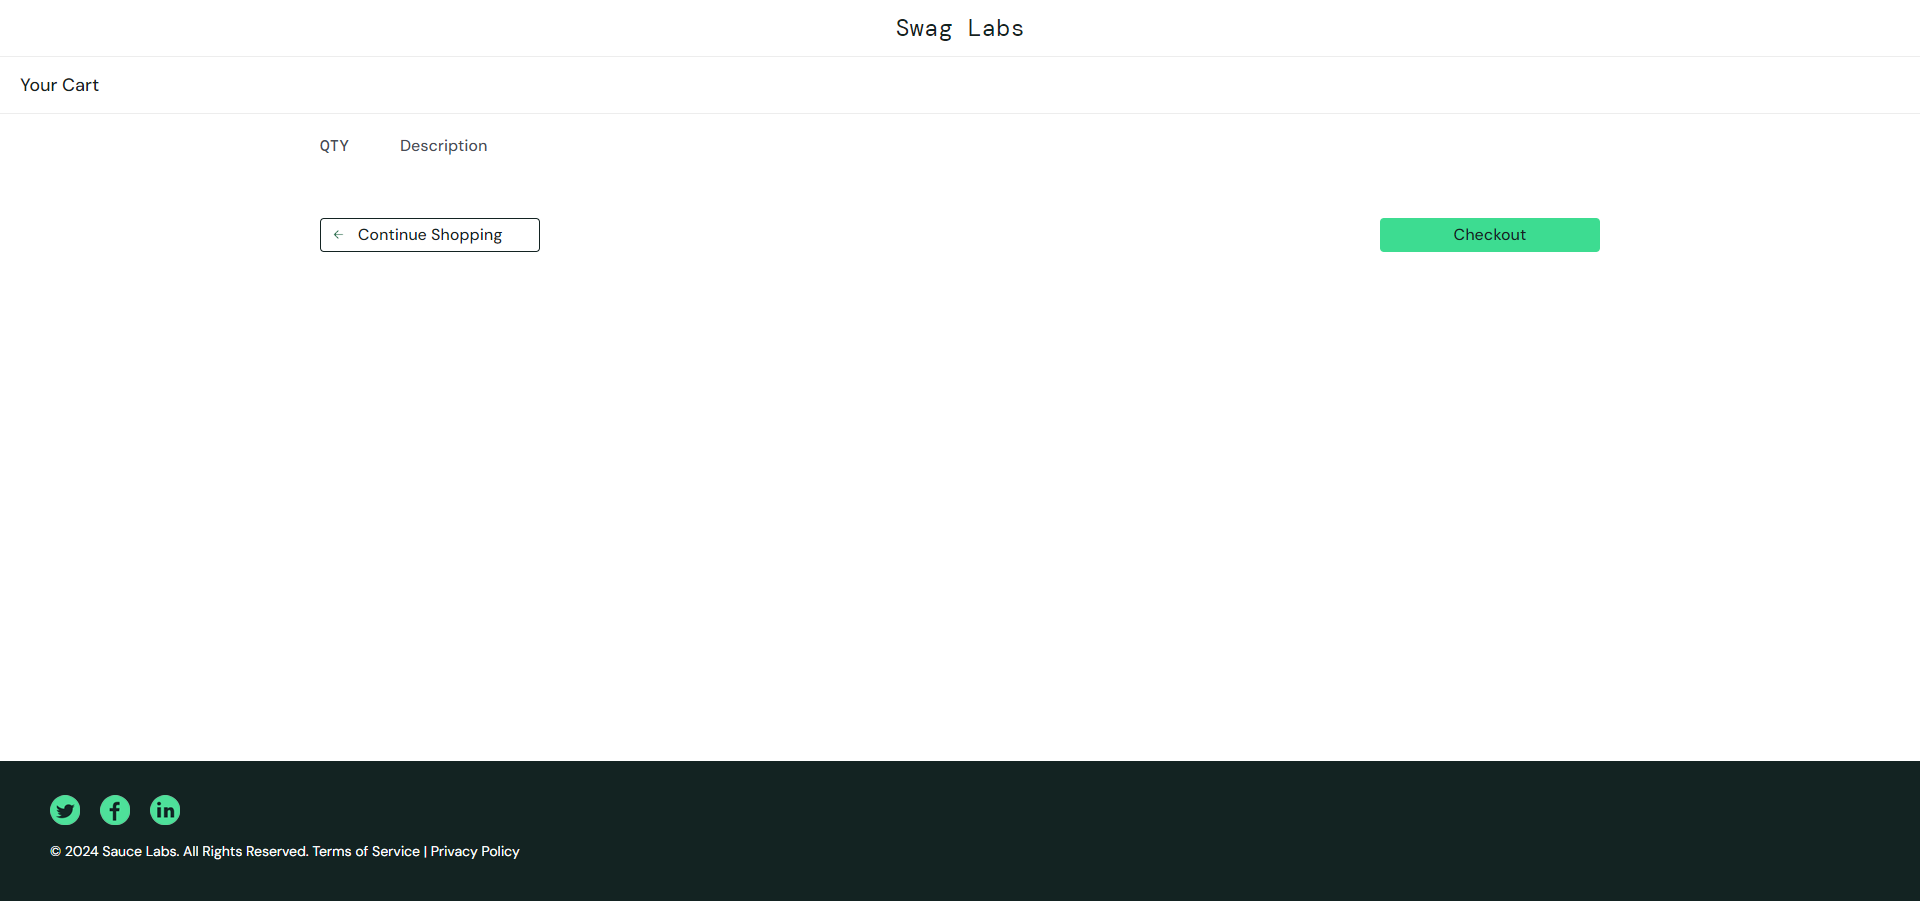 Swag Labs
Your Cart
QTY Description
Continue Shopping
Checkout
© 2024 Sauce Labs. All Rights Reserved. Terms of Service | Privacy Policy